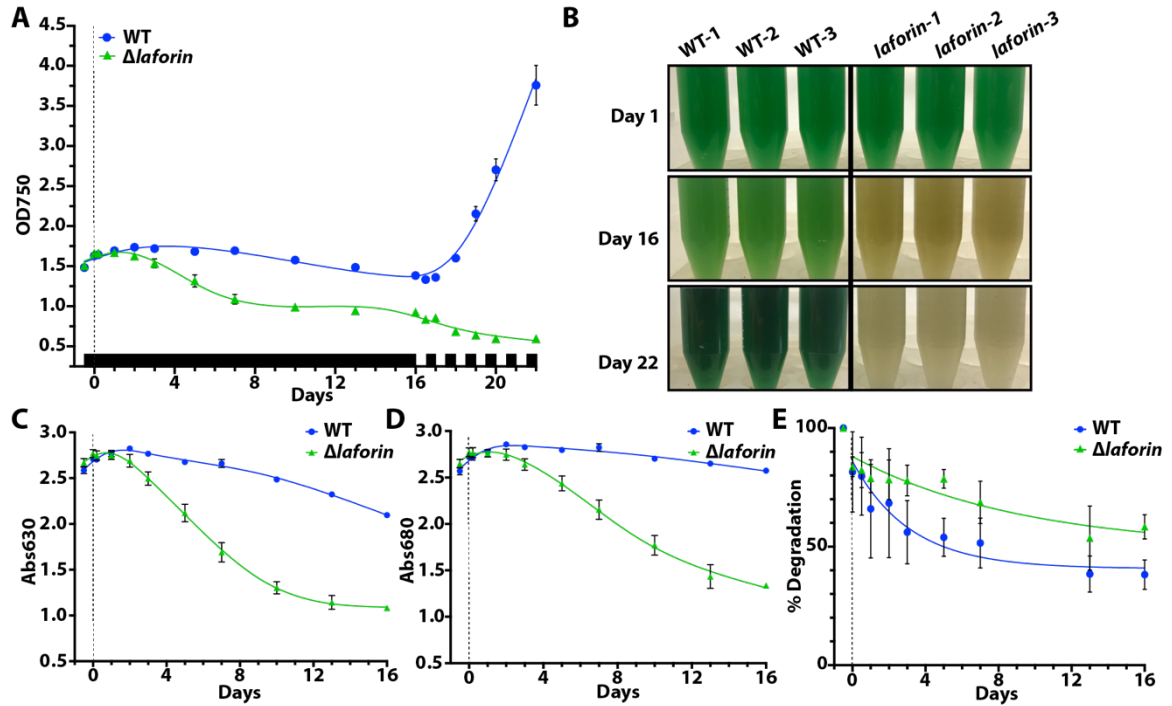 A
WT
Δlaforin
4.5
4.0
3.5
3.0
2.5
2.0
1.5
1.0
0.5
OD750
0 4 8 12 16 20
Days
B
WT-1 WT-2 WT-3 laforin-1 laforin-2 laforin-3
Day 1
Day 16
Day 22
C
WT
Δlaforin
3.0
2.5
2.0
1.5
1.0
0.5
Abs630
0 4 8 12 16
Days
D
WT
Δlaforin
3.0
2.5
2.0
1.5
1.0
0.5
Abs680
0 4 8 12 16
Days
E
WT
Δlaforin
100
50
0
% Degradation
0 4 8 12 16
Days